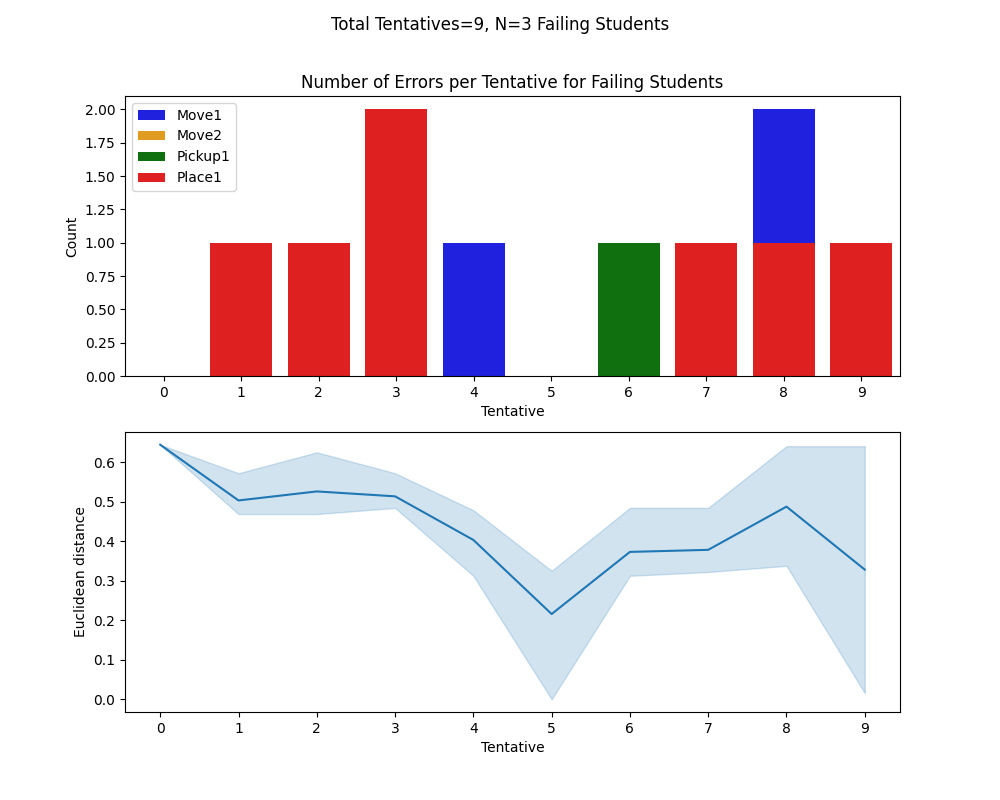 Total Tentatives=9, N=3 Failing Students
Number of Errors per Tentative for Failing Students
Move1
Move2
Pickup1
Place1
2.00
1.75
1.50
1.25
1.00
0.75
0.50
0.25
0.00
Count
0 1 2 3 4 5 6 7 8 9
Tentative
0.6
0.5
0.4
0.3
0.2
0.1
0.0
Euclidean distance
0 1 2 3 4 5 6 7 8 9
Tentative